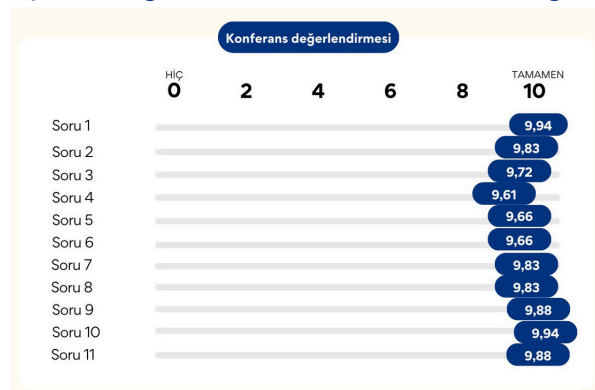 Konferans değerlendirmesi
HİÇ TAMAMEN
0 2 4 6 8 10
Soru 1 9,94
Soru 2 9,83
Soru 3 9,72
Soru 4 9,61
Soru 5 9,66
Soru 6 9,66
Soru 7 9,83
Soru 8 9,83
Soru 9 9,88
Soru 10 9,94
Soru 11 9,88